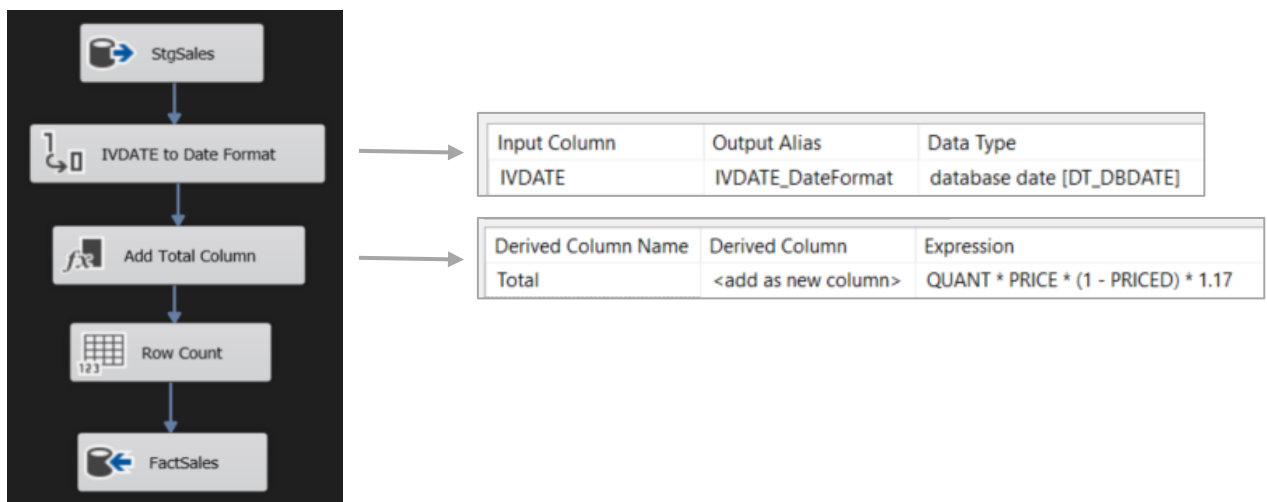 StgSales
IVDATE to Date Format
Add Total Column
Row Count
123
FactSales
Input Column Output Alias Data Type
IVDATE IVDATE_DateFormat database date [DT_DBDATE]
Derived Column Name Derived Column Expression
Total <add as new column> QUANT * PRICE * (1 - PRICED) * 1.17